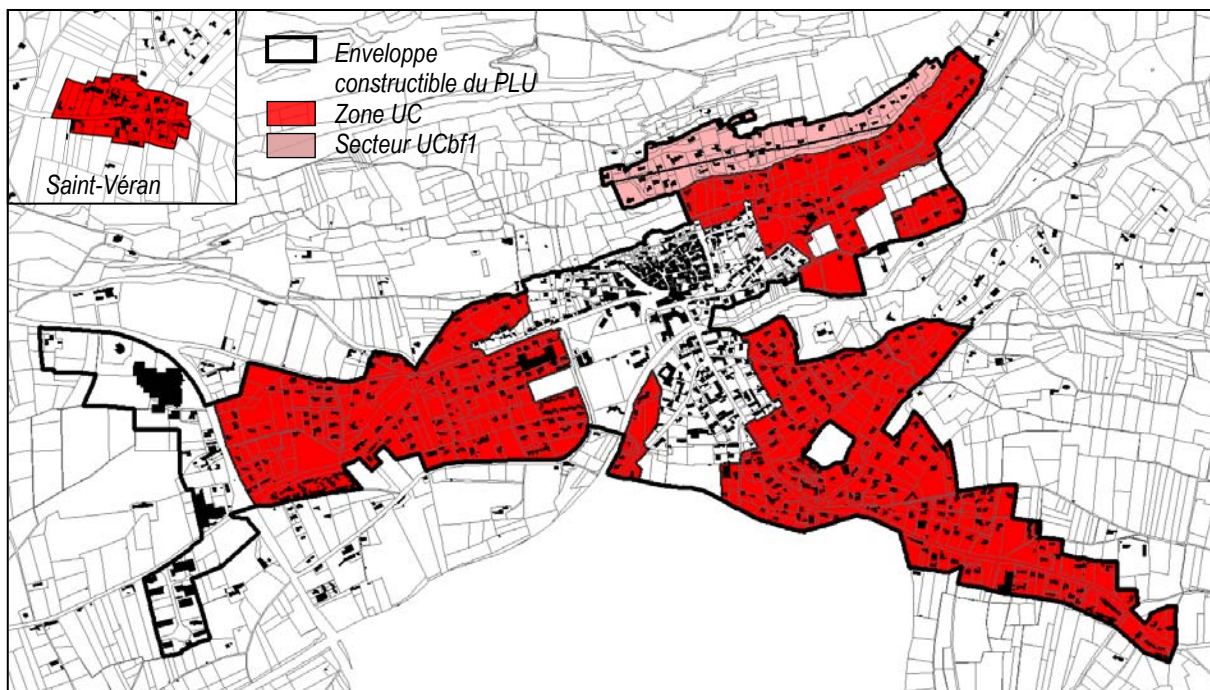 Enveloppe
constructible du PLU
Zone UC
Secteur UCbf1
Saint-Véran